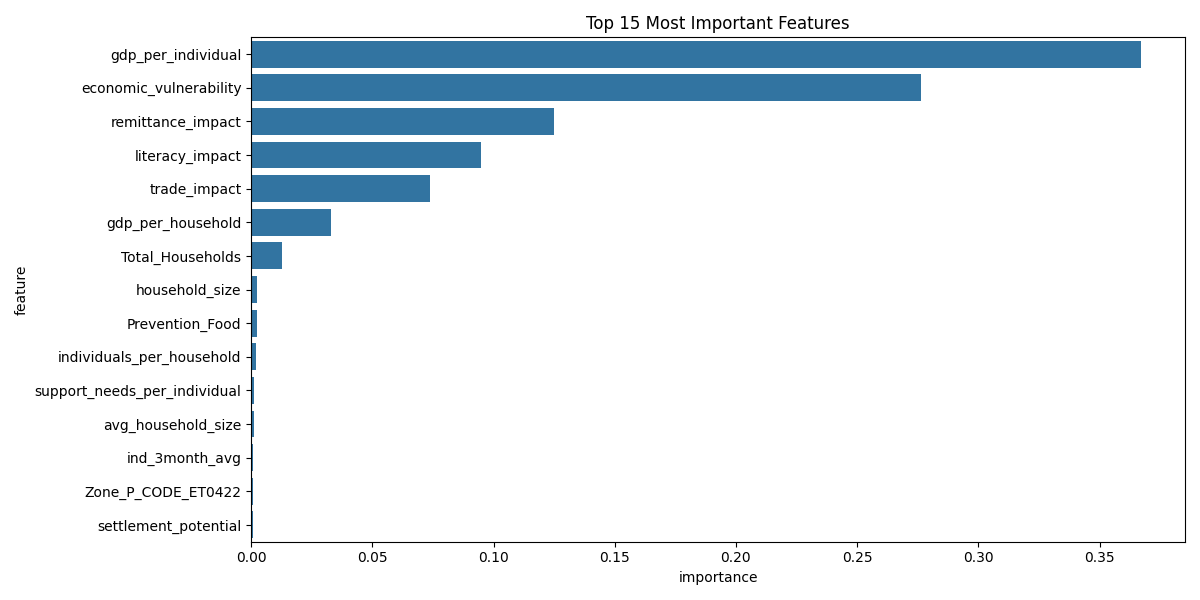 Top 15 Most Important Features
gdp_per_individual
economic_vulnerability
remittance_impact
literacy_impact
trade_impact
gdp_per_household
Total_Households
household_size
Prevention_Food
individuals_per_household
support_needs_per_individual
avg_household_size
ind_3month_avg
Zone_P_CODE_ET0422
settlement_potential
feature
0.00 0.05 0.10 0.15 0.20 0.25 0.30 0.35
importance